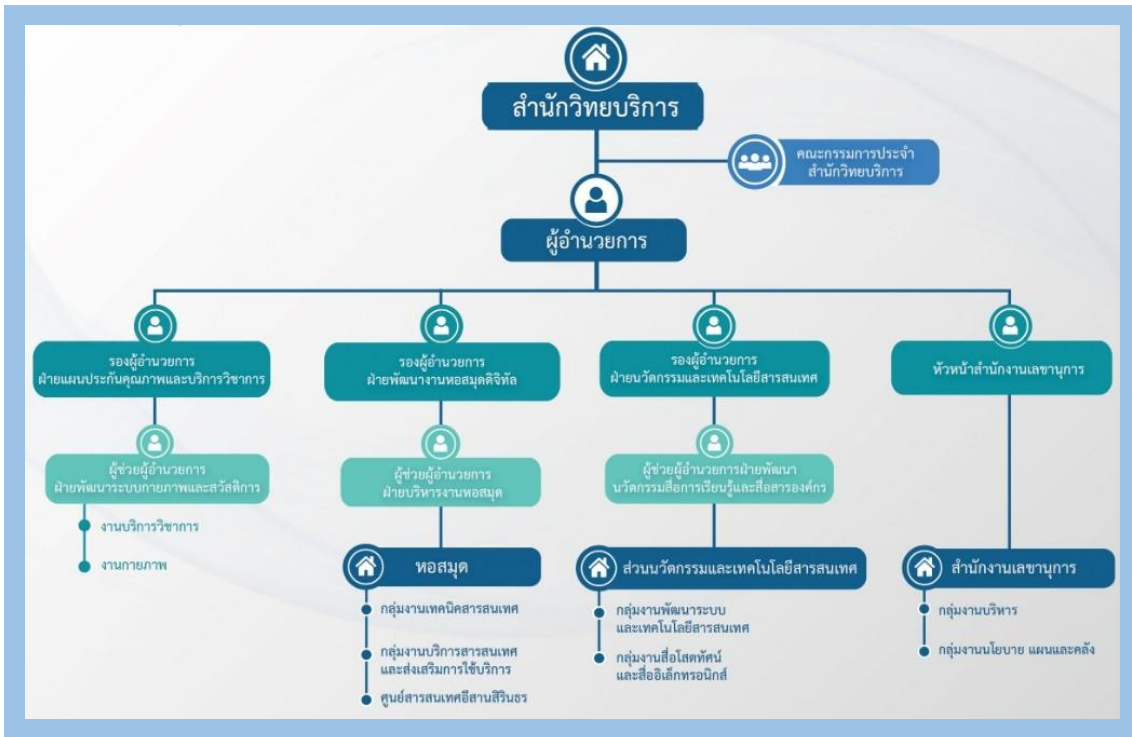 สำนักวิทยบริการ
คณะกรรมการประจำ
สำนักวิทยบริการ
ผู้อำนวยการ
รองผู้อำนวยการ
ฝ่ายแผนประกันคุณภาพและบริการวิชาการ
รองผู้อำนวยการ
ฝ่ายพัฒนางานหอสมุดดิจิทัล
รองผู้อำนวยการ
ฝ่ายนวัตกรรมและเทคโนโลยีสารสนเทศ
หัวหน้าสำนักงานเลขานุการ
ผู้ช่วยผู้อำนวยการ
ฝ่ายพัฒนาระบบกายภาพและสวัสดิการ
ผู้ช่วยผู้อำนวยการ
ฝ่ายบริหารงานหอสมุด
ผู้ช่วยผู้อำนวยการฝ่ายพัฒนา
นวัตกรรมสื่อการเรียนรู้และสื่อสารองค์กร
งานบริการวิชาการ
งานกายภาพ
หอสมุด
กลุ่มงานเทคนิคสารสนเทศ
กลุ่มงานบริการสารสนเทศ
และส่งเสริมการใช้บริการ
ศูนย์สารสนเทศอีสานสิรินธร
ส่วนนวัตกรรมและเทคโนโลยีสารสนเทศ
กลุ่มงานพัฒนาระบบ
และเทคโนโลยีสารสนเทศ
กลุ่มงานสื่อโสตทัศน์
และสื่ออิเล็กทรอนิกส์
สำนักงานเลขานุการ
กลุ่มงานบริหาร
กลุ่มงานนโยบาย แผนและคลัง